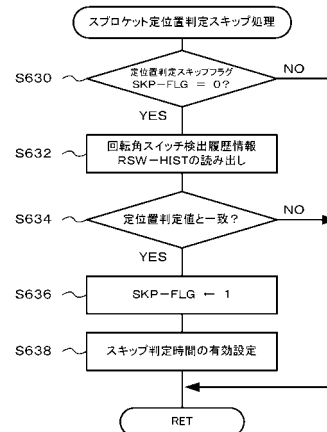 スプロケット定位置判定スキップ処理
S630
定位置判定スキップフラグ
SKP-FLG = 0?
NO
YES
S632
回転角スイッチ検出履歴情報
RSW-HISTの読み出し
S634
定位置判定値と一致?
NO
YES
S636
SKP-FLG ← 1
S638
スキップ判定時間の有効設定
RET